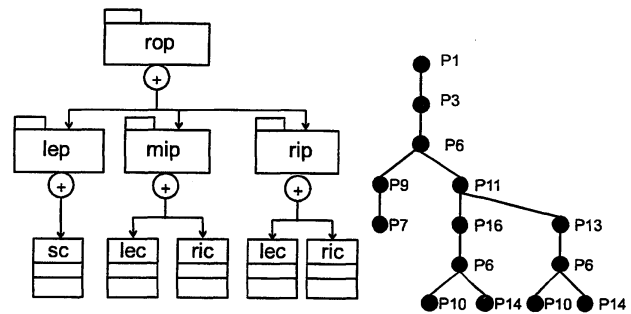 rop
+
lep
mip
rip
+
+
+
sc
lec
ric
lec
ric
P1
P3
P6
P9
P11
P7
P16
P13
P6
P6
P10
P14
P10
P14